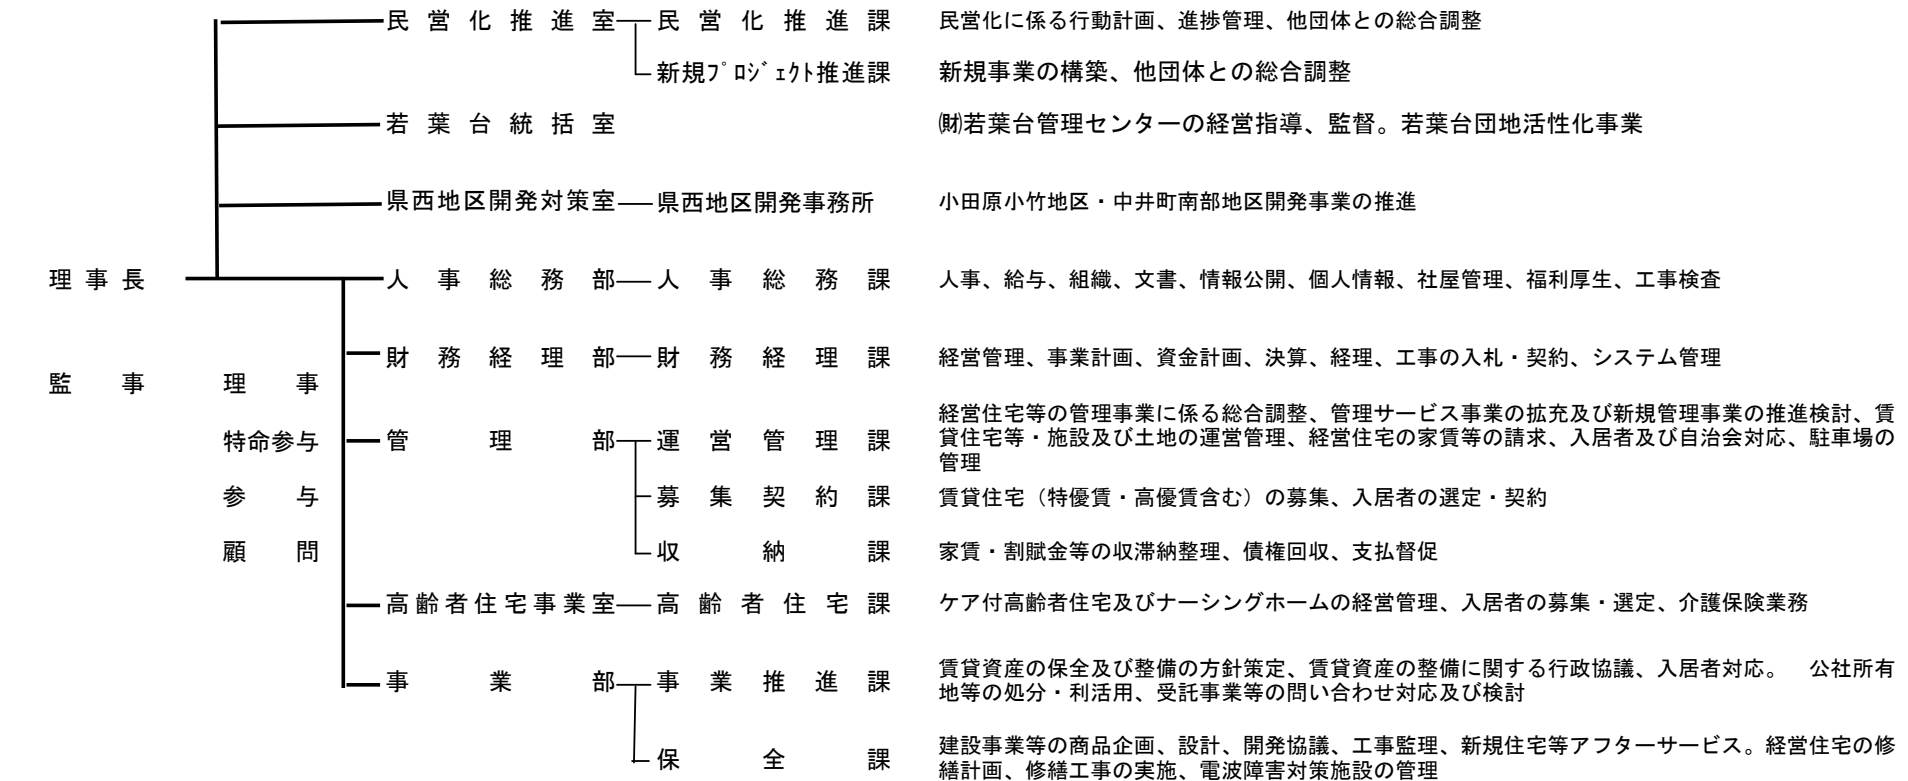 民営化推進室 民営化推進課 民営化に係る行動計画、進捗管理、他団体との総合調整
新規ﾌﾟﾛｼﾞｪｸﾄ推進課 新規事業の構築、他団体との総合調整
若葉台統括室 ㈶若葉台管理センターの経営指導、監督。若葉台団地活性化事業
県西地区開発対策室 県西地区開発事務所 小田原小竹地区・中井町南部地区開発事業の推進
理事長 人事総務部 人事総務課 人事、給与、組織、文書、情報公開、個人情報、社屋管理、福利厚生、工事検査
財務経理部 財務経理課 経営管理、事業計画、資金計画、決算、経理、工事の入札・契約、システム管理
監事 理事
経営住宅等の管理事業に係る総合調整、管理サービス事業の拡充及び新規管理事業の推進検討、賃
特命参与 管理部 運営管理課 貸住宅等・施設及び土地の運営管理、経営住宅の家賃等の請求、入居者及び自治会対応、駐車場の
管理
参与 募集契約課 賃貸住宅（特優賃・高優賃含む）の募集、入居者の選定・契約
顧問 収納課 家賃・割賦金等の収滞納整理、債権回収、支払督促
高齢者住宅事業室 高齢者住宅課 ケア付高齢者住宅及びナーシングホームの経営管理、入居者の募集・選定、介護保険業務
事業部 事業推進課 賃貸資産の保全及び整備の方針策定、賃貸資産の整備に関する行政協議、入居者対応。 公社所有
地等の処分・利活用、受託事業等の問い合わせ対応及び検討
保全課 建設事業等の商品企画、設計、開発協議、工事監理、新規住宅等アフターサービス。経営住宅の修
繕計画、修繕工事の実施、電波障害対策施設の管理